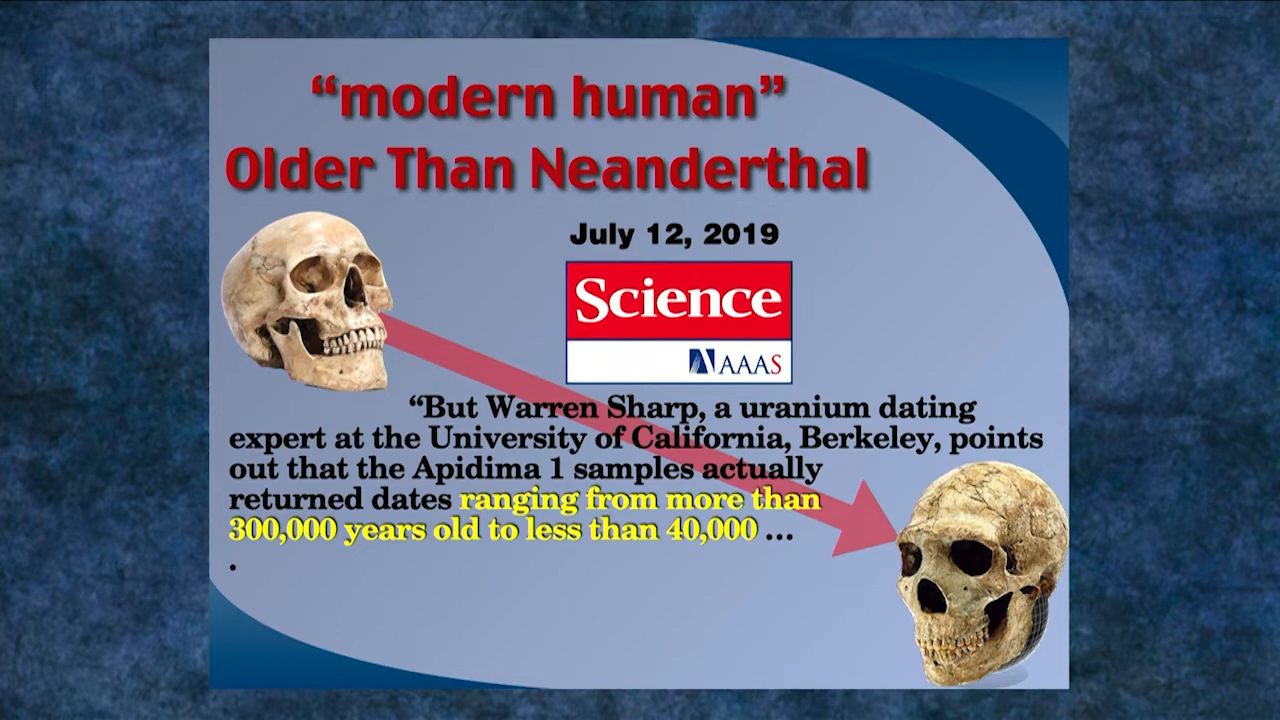 “modern human”
Older Than Neanderthal
July 12, 2019
Science
AAAS
“But Warren Sharp, a uranium dating
expert at the University of California, Berkeley, points
out that the Apidima 1 samples actually
returned dates ranging from more than
300,000 years old to less than 40,000 ...
.